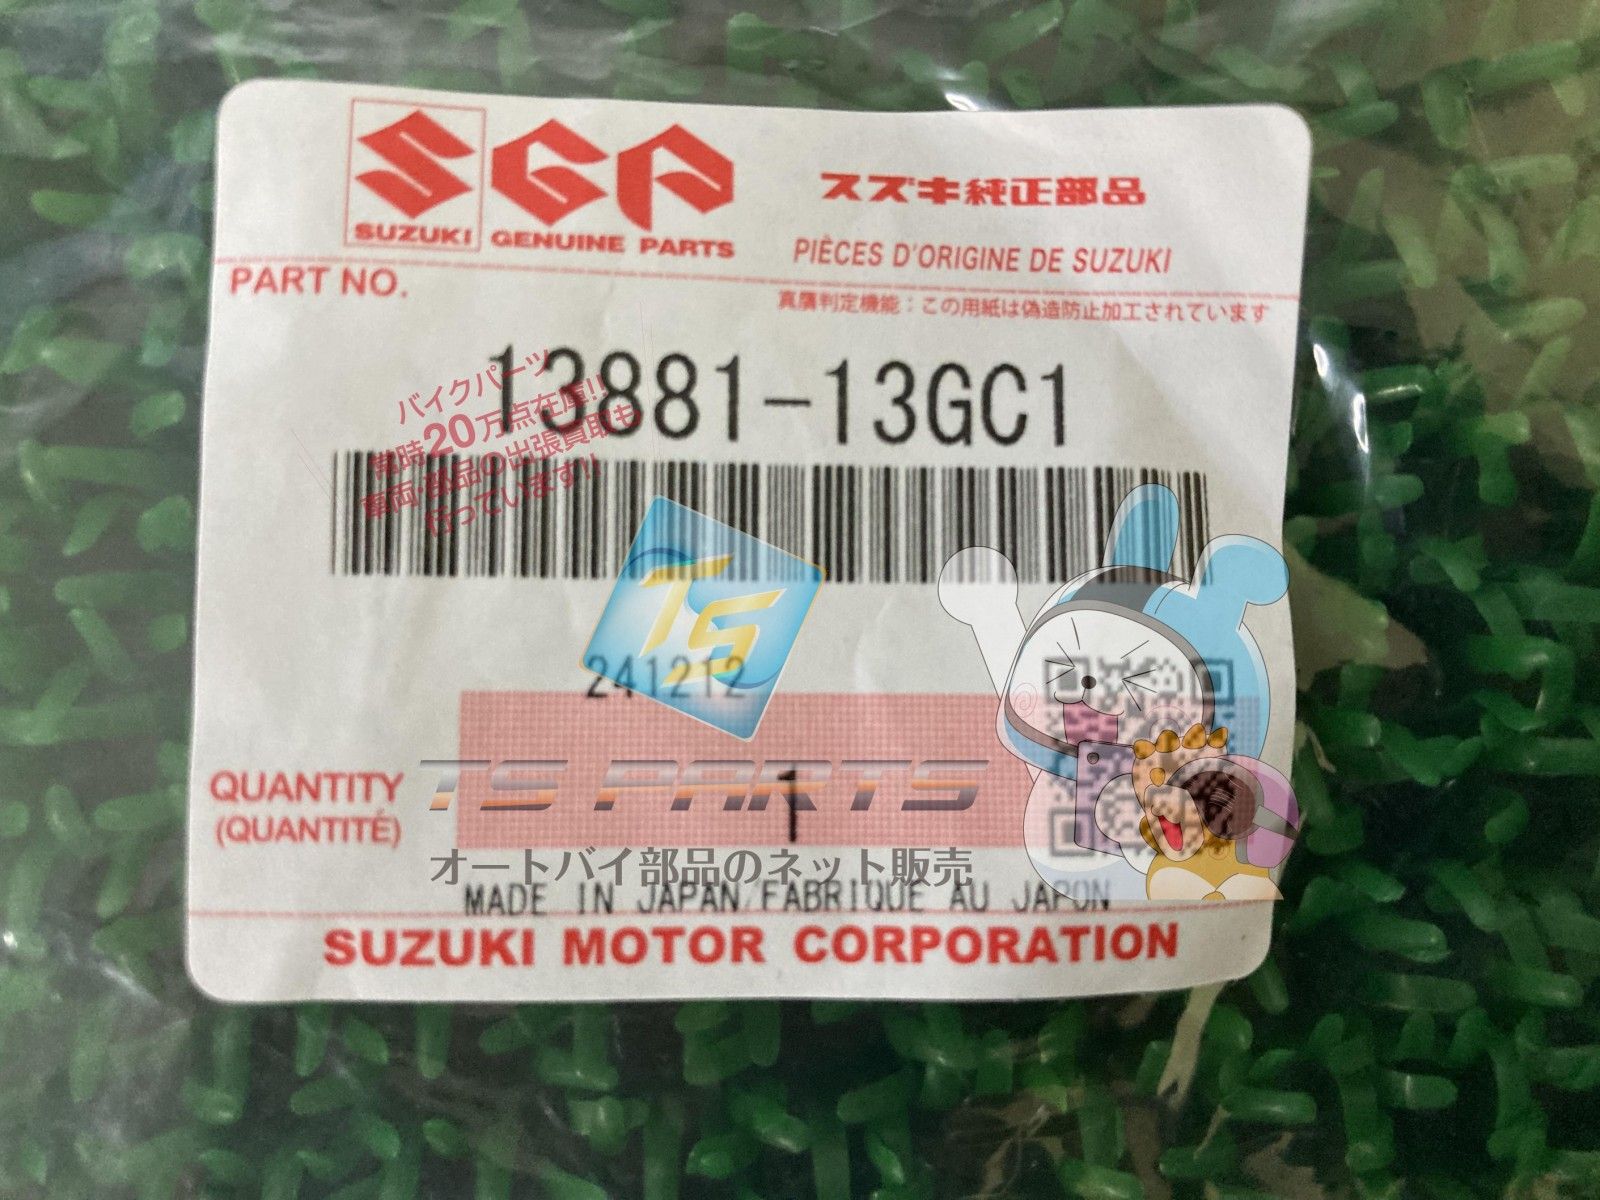 SUZUKI
SGP
GENUINE PARTS
スズキ純正部品
PIÈCES D'ORIGINE DE SUZUKI
PART NO.
真贋判定機能：この用紙は偽造防止加工されています
13881-13GC1
バイクパーツ
常時20万点在庫!!
車両・部品の出張買取も
行っています!!
TS
241212
QUANTITY
(QUANTITÉ)
1
TS PARTS
オートバイ部品のネット販売
MADE IN JAPAN/FABRIQUE AU JAPON
SUZUKI MOTOR CORPORATION